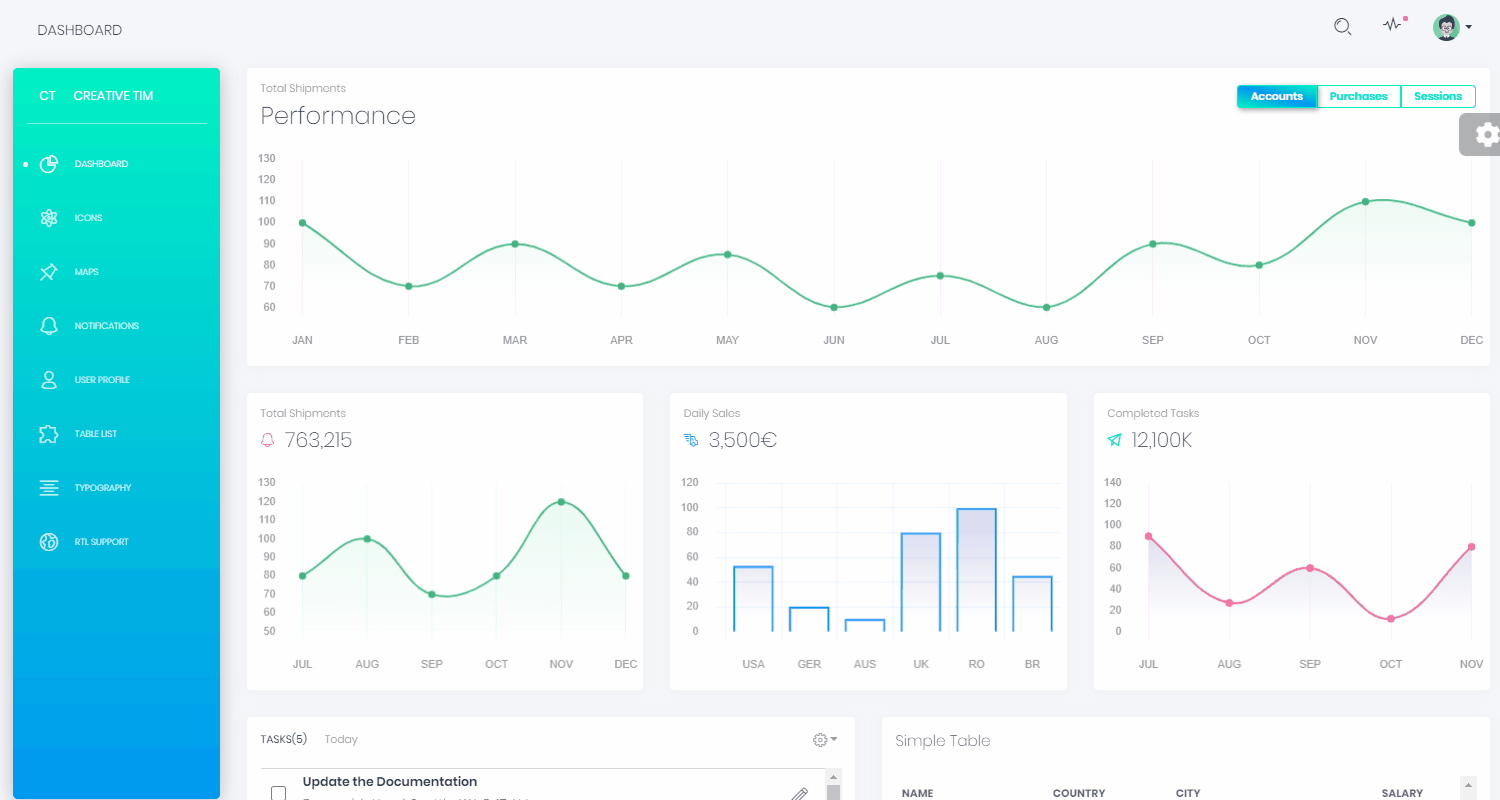 DASHBOARD
CT CREATIVE TIM
DASHBOARD
ICONS
MAPS
NOTIFICATIONS
USER PROFILE
TABLE LIST
TYPOGRAPHY
RTL SUPPORT
Total Shipments
Performance
Accounts Purchases Sessions
130
120
110
100
90
80
70
60
JAN FEB MAR APR MAY JUN JUL AUG SEP OCT NOV DEC
Total Shipments
763,215
130
120
110
100
90
80
70
60
50
JUL AUG SEP OCT NOV DEC
Daily Sales
3,500€
120
100
80
60
40
20
0
USA GER AUS UK RO BR
Completed Tasks
12,100K
140
120
100
80
60
40
20
0
JUL AUG SEP OCT NOV
TASKS(5) Today
Update the Documentation
Simple Table
NAME COUNTRY CITY SALARY